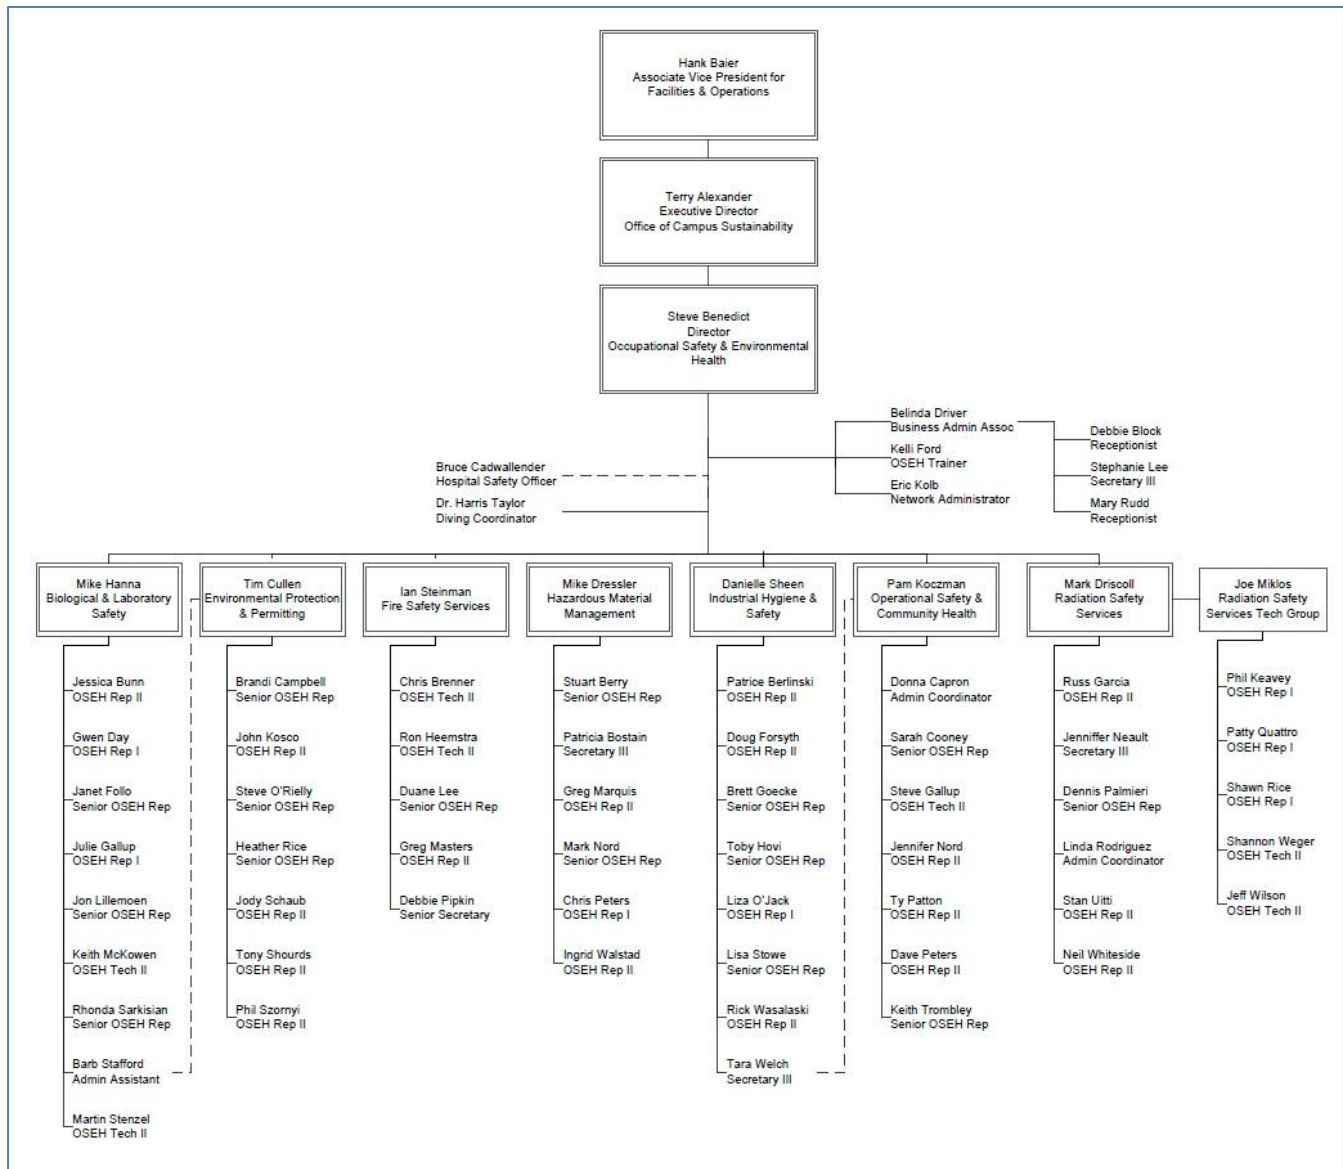 Hank Baier
Associate Vice President for
Facilities & Operations
Terry Alexander
Executive Director
Office of Campus Sustainability
Steve Benedict
Director
Occupational Safety & Environmental
Health
Belinda Driver
Business Admin Assoc
Kelli Ford
OSEH Trainer
Eric Kolb
Network Administrator
Debbie Block
Receptionist
Stephanie Lee
Secretary III
Mary Rudd
Receptionist
Bruce Cadwallender
Hospital Safety Officer
Dr. Harris Taylor
Diving Coordinator
Mike Hanna
Biological & Laboratory
Safety
Jessica Bunn
OSEH Rep II
Gwen Day
OSEH Rep I
Janet Follo
Senior OSEH Rep
Julie Gallup
OSEH Rep I
Jon Lillemoen
Senior OSEH Rep
Keith McKowen
OSEH Tech II
Rhonda Sarkisian
Senior OSEH Rep
Barb Stafford
Admin Assistant
Martin Stenzel
OSEH Tech II
Tim Cullen
Environmental Protection
& Permitting
Brandi Campbell
Senior OSEH Rep
John Kosco
OSEH Rep II
Steve O'Rielly
Senior OSEH Rep
Heather Rice
Senior OSEH Rep
Jody Schaub
OSEH Rep II
Tony Shourds
OSEH Rep II
Phil Szornyi
OSEH Rep II
Ian Steinman
Fire Safety Services
Chris Brenner
OSEH Tech II
Ron Heemstra
OSEH Tech II
Duane Lee
Senior OSEH Rep
Greg Masters
OSEH Rep II
Debbie Pipkin
Senior Secretary
Mike Dressler
Hazardous Material
Management
Stuart Berry
Senior OSEH Rep
Patricia Bostain
Secretary III
Greg Marquis
OSEH Rep II
Mark Nord
Senior OSEH Rep
Chris Peters
OSEH Rep I
Ingrid Walstad
OSEH Rep II
Danielle Sheen
Industrial Hygiene &
Safety
Patrice Berlinski
OSEH Rep II
Doug Forsyth
OSEH Rep II
Brett Goecke
Senior OSEH Rep
Toby Hovi
Senior OSEH Rep
Liza O'Jack
OSEH Rep I
Lisa Stowe
Senior OSEH Rep
Rick Wasalaski
OSEH Rep II
Tara Welch
Secretary III
Pam Koczman
Operational Safety &
Community Health
Donna Capron
Admin Coordinator
Sarah Cooney
Senior OSEH Rep
Steve Gallup
OSEH Tech II
Jennifer Nord
OSEH Rep II
Ty Patton
OSEH Rep II
Dave Peters
OSEH Rep II
Keith Trombley
Senior OSEH Rep
Mark Driscoll
Radiation Safety
Services
Russ Garcia
OSEH Rep II
Jenniffer Neault
Secretary III
Dennis Palmieri
Senior OSEH Rep
Linda Rodriguez
Admin Coordinator
Stan Uitti
OSEH Rep II
Neil Whiteside
OSEH Rep II
Joe Miklos
Radiation Safety
Services Tech Group
Phil Keavey
OSEH Rep I
Patty Quattro
OSEH Rep I
Shawn Rice
OSEH Rep I
Shannon Weger
OSEH Tech II
Jeff Wilson
OSEH Tech II